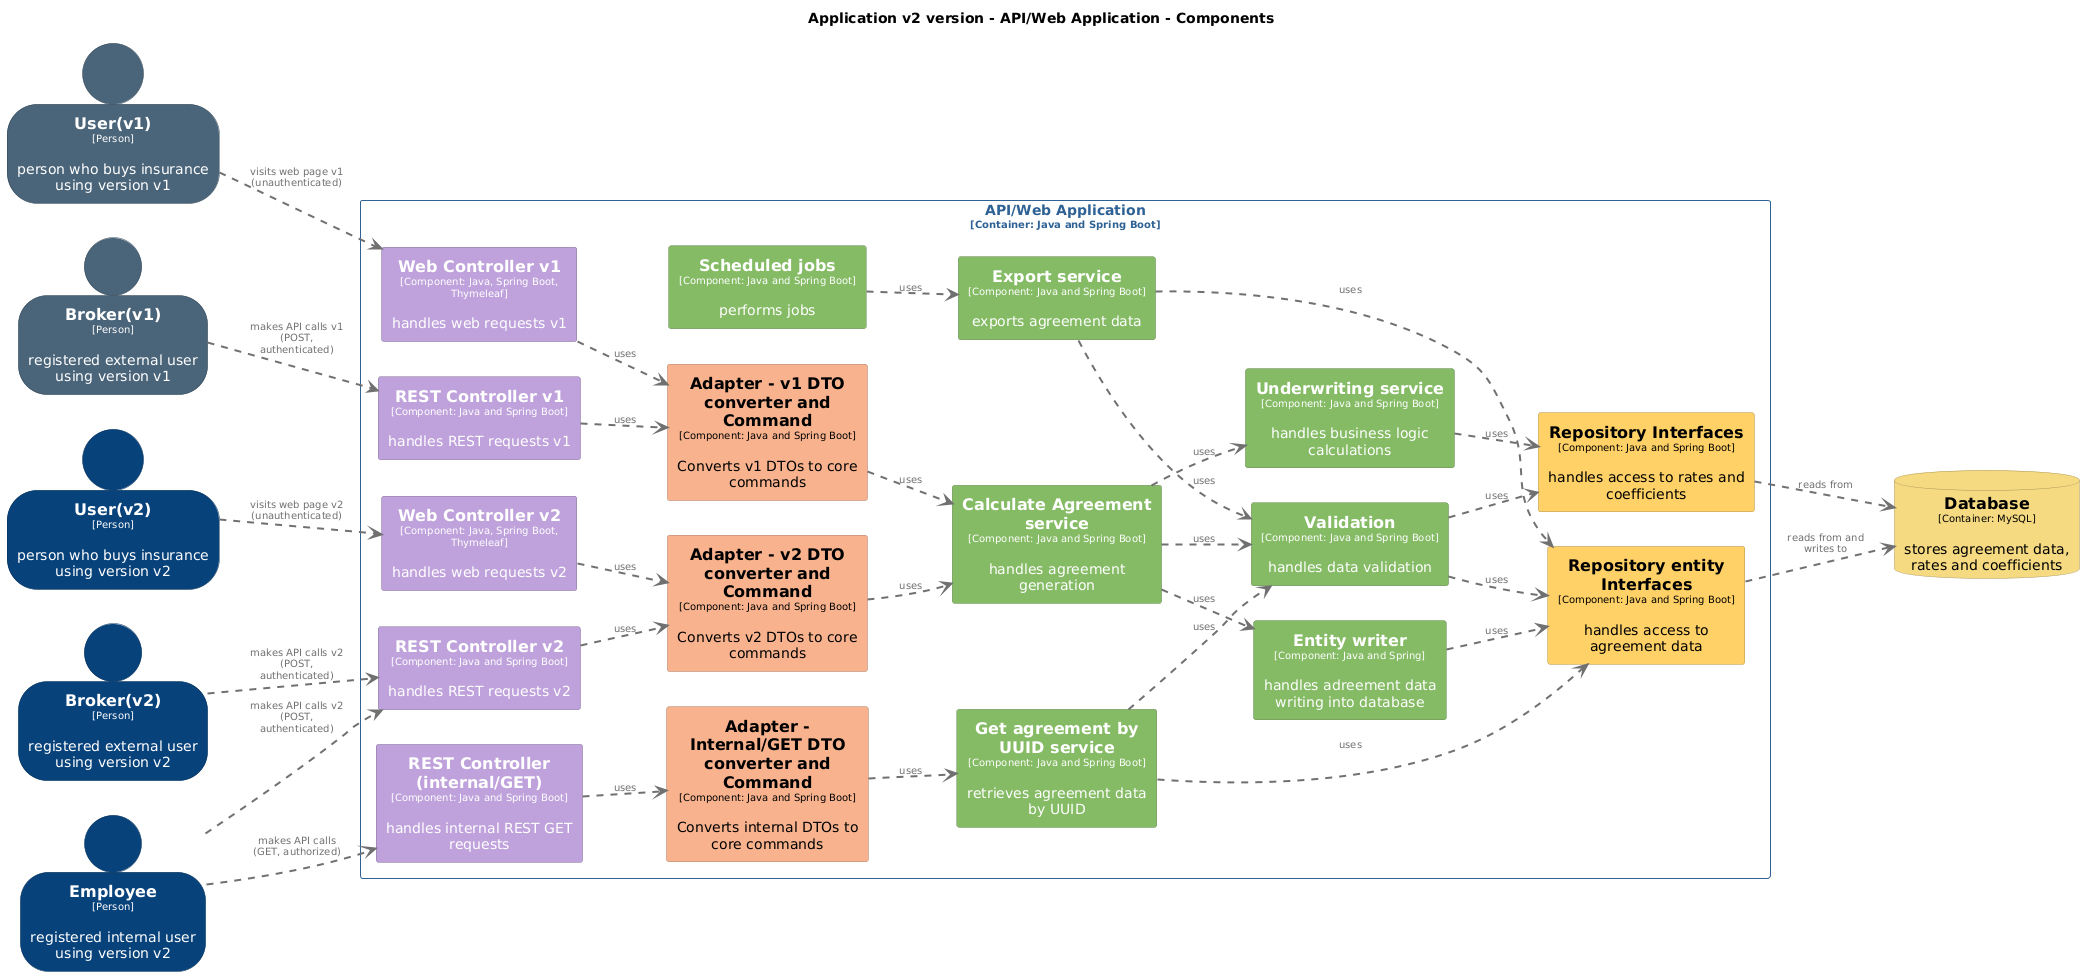 Application v2 version - API/Web Application - Components
User(v1)
[Person]
person who buys insurance
using version v1
Broker(v1)
[Person]
registered external user
using version v1
User(v2)
[Person]
person who buys insurance
using version v2
Broker(v2)
[Person]
registered external user
using version v2
Employee
[Person]
registered internal user
using version v2
visits web page v1
(unauthenticated)
makes API calls v1
(POST,
authenticated)
visits web page v2
(unauthenticated)
makes API calls v2
(POST,
authenticated)
makes API calls v2
(POST,
authenticated)
makes API calls
(GET, authorized)
API/Web Application
[Container: Java and Spring Boot]
Web Controller v1
[Component: Java, Spring Boot,
Thymeleaf]
handles web requests v1
REST Controller v1
[Component: Java and Spring Boot]
handles REST requests v1
Web Controller v2
[Component: Java, Spring Boot,
Thymeleaf]
handles web requests v2
REST Controller v2
[Component: Java and Spring Boot]
handles REST requests v2
REST Controller
(internal/GET)
[Component: Java and Spring Boot]
handles internal REST GET
requests
uses
uses
uses
uses
uses
Scheduled jobs
[Component: Java and Spring Boot]
performs jobs
Adapter - v1 DTO
converter and
Command
[Component: Java and Spring Boot]
Converts v1 DTOs to core
commands
Adapter - v2 DTO
converter and
Command
[Component: Java and Spring Boot]
Converts v2 DTOs to core
commands
Adapter -
Internal/GET DTO
converter and
Command
[Component: Java and Spring Boot]
Converts internal DTOs to
core commands
uses
uses
uses
uses
Export service
[Component: Java and Spring Boot]
exports agreement data
Calculate Agreement
service
[Component: Java and Spring Boot]
handles agreement
generation
Get agreement by
UUID service
[Component: Java and Spring Boot]
retrieves agreement data
by UUID
uses
uses
uses
uses
uses
uses
uses
Underwriting service
[Component: Java and Spring Boot]
handles business logic
calculations
Validation
[Component: Java and Spring Boot]
handles data validation
Entity writer
[Component: Java and Spring]
handles adreement data
writing into database
uses
uses
uses
uses
Repository Interfaces
[Component: Java and Spring Boot]
handles access to rates and
coefficients
Repository entity
Interfaces
[Component: Java and Spring Boot]
handles access to
agreement data
reads from
reads from and
writes to
Database
[Container: MySQL]
stores agreement data,
rates and coefficients